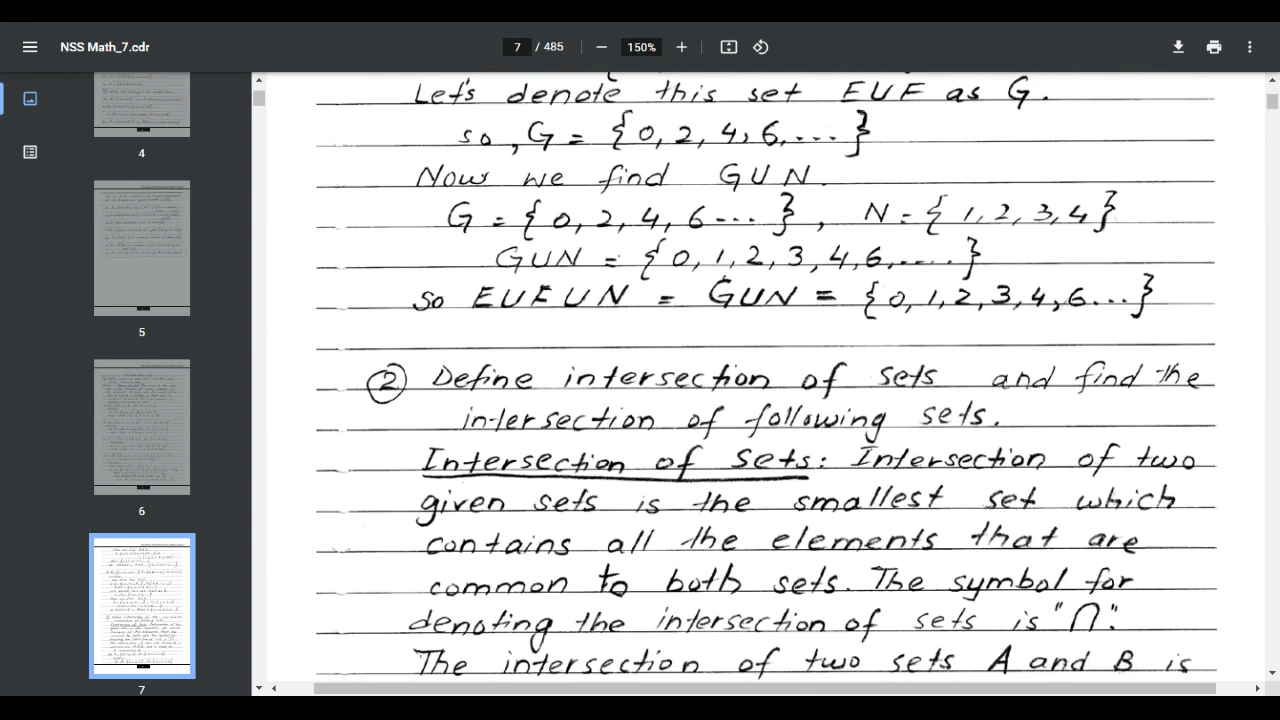 NSS Math_7.cdr
7 / 485
150%
4
5
6
7
Let's denote this set EUF as G.
so, G = {0, 2, 4, 6, ....}
Now we find GUN.
G = {0, 2, 4, 6 ....}, N = {1, 2, 3, 4}
GUN = {0, 1, 2, 3, 4, 6, .....}
so EUFUN = GUN = {0, 1, 2, 3, 4, 6...}
② Define intersection of sets and find the
intersection of following sets.
Intersection of Sets: Intersection of two
given sets is the smallest set which
contains all the elements that are
common to both sets. The symbol for
denoting the intersection of sets is "∩".
The intersection of two sets A and B is